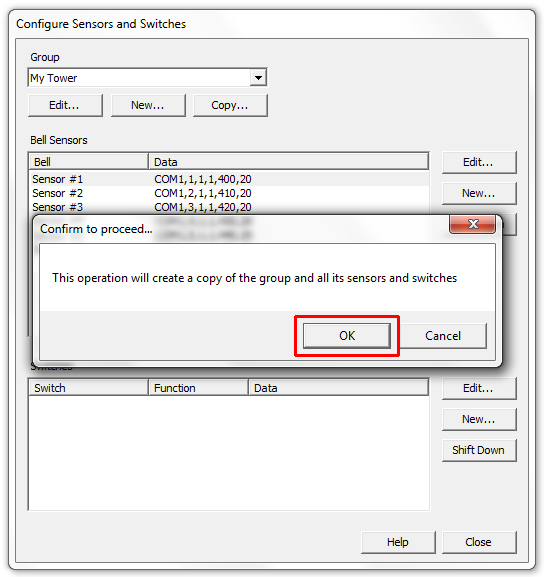 Configure Sensors and Switches
Group
My Tower
Edit... New... Copy...
Bell Sensors
Bell Data
Sensor #1 COM1,1,1,1,400,20
Sensor #2 COM1,2,1,1,410,20
Sensor #3 COM1,3,1,1,420,20
Edit...
New...
Confirm to proceed...
This operation will create a copy of the group and all its sensors and switches
OK Cancel
Switches
Switch Function Data
Edit...
New...
Shift Down
Help Close